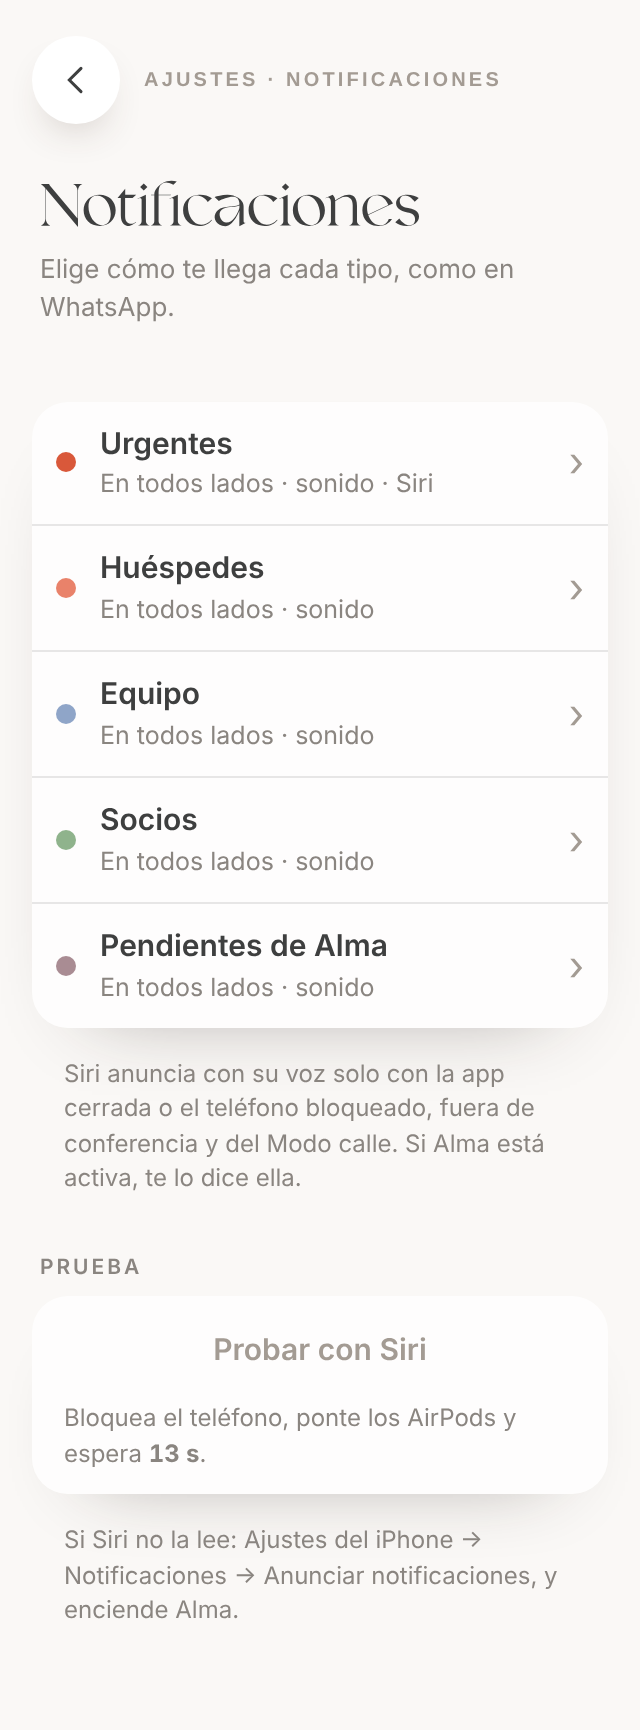 AJUSTES · NOTIFICACIONES
Notificaciones
Elige cómo te llega cada tipo, como en
WhatsApp.
Urgentes
En todos lados · sonido · Siri
Huéspedes
En todos lados · sonido
Equipo
En todos lados · sonido
Socios
En todos lados · sonido
Pendientes de Alma
En todos lados · sonido
Siri anuncia con su voz solo con la app
cerrada o el teléfono bloqueado, fuera de
conferencia y del Modo calle. Si Alma está
activa, te lo dice ella.
PRUEBA
Probar con Siri
Bloquea el teléfono, ponte los AirPods y
espera 13 s.
Si Siri no la lee: Ajustes del iPhone →
Notificaciones → Anunciar notificaciones, y
enciende Alma.